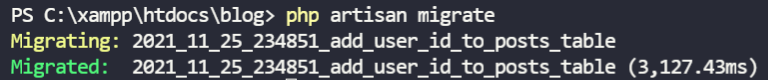 PS C:\xampp\htdocs\blog> php artisan migrate
Migrating: 2021_11_25_234851_add_user_id_to_posts_table
Migrated:  2021_11_25_234851_add_user_id_to_posts_table (3,127.43ms)